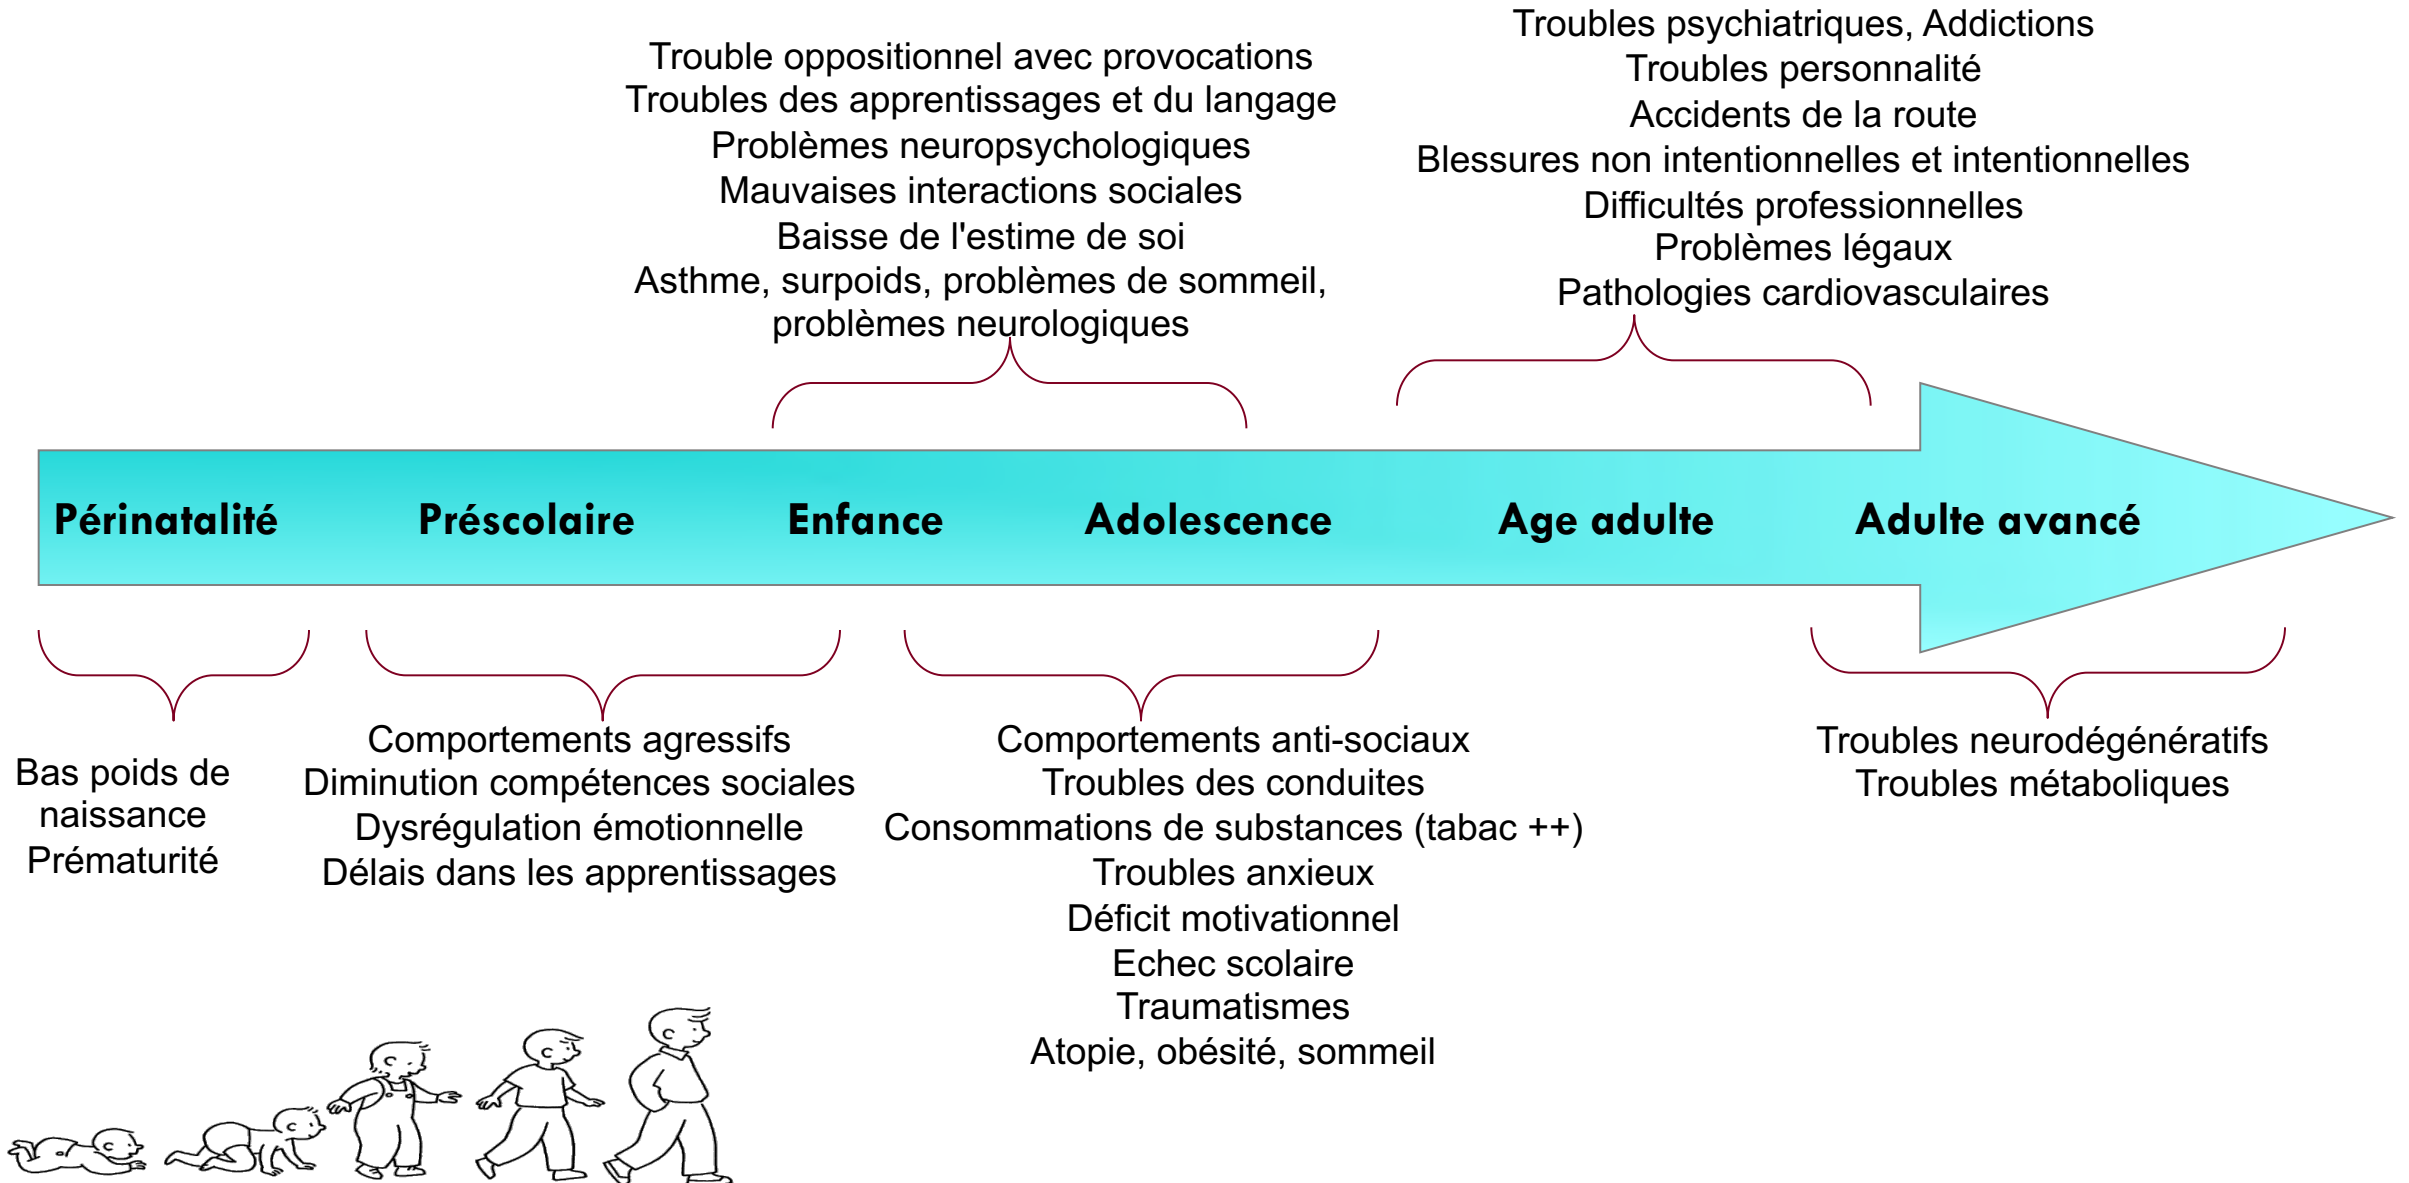 Trouble oppositionnel avec provocations
Troubles des apprentissages et du langage
Problèmes neuropsychologiques
Mauvaises interactions sociales
Baisse de l'estime de soi
Asthme, surpoids, problèmes de sommeil,
problèmes neurologiques
Troubles psychiatriques, Addictions
Troubles personnalité
Accidents de la route
Blessures non intentionnelles et intentionnelles
Difficultés professionnelles
Problèmes légaux
Pathologies cardiovasculaires
Périnatalité
Préscolaire
Enfance
Adolescence
Age adulte
Adulte avancé
Bas poids de
naissance
Prématurité
Comportements agressifs
Diminution compétences sociales
Dysrégulation émotionnelle
Délais dans les apprentissages
Comportements anti-sociaux
Troubles des conduites
Consommations de substances (tabac ++)
Troubles anxieux
Déficit motivationnel
Echec scolaire
Traumatismes
Atopie, obésité, sommeil
Troubles neurodégénératifs
Troubles métaboliques